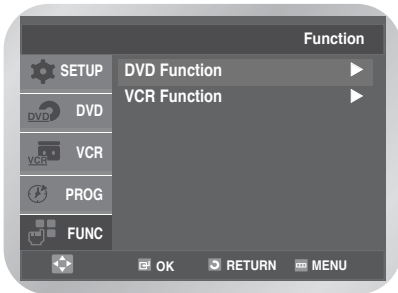 Function
SETUP
DVD Function
VCR Function
DVD DVD
VCR VCR
PROG
FUNC
OK RETURN MENU